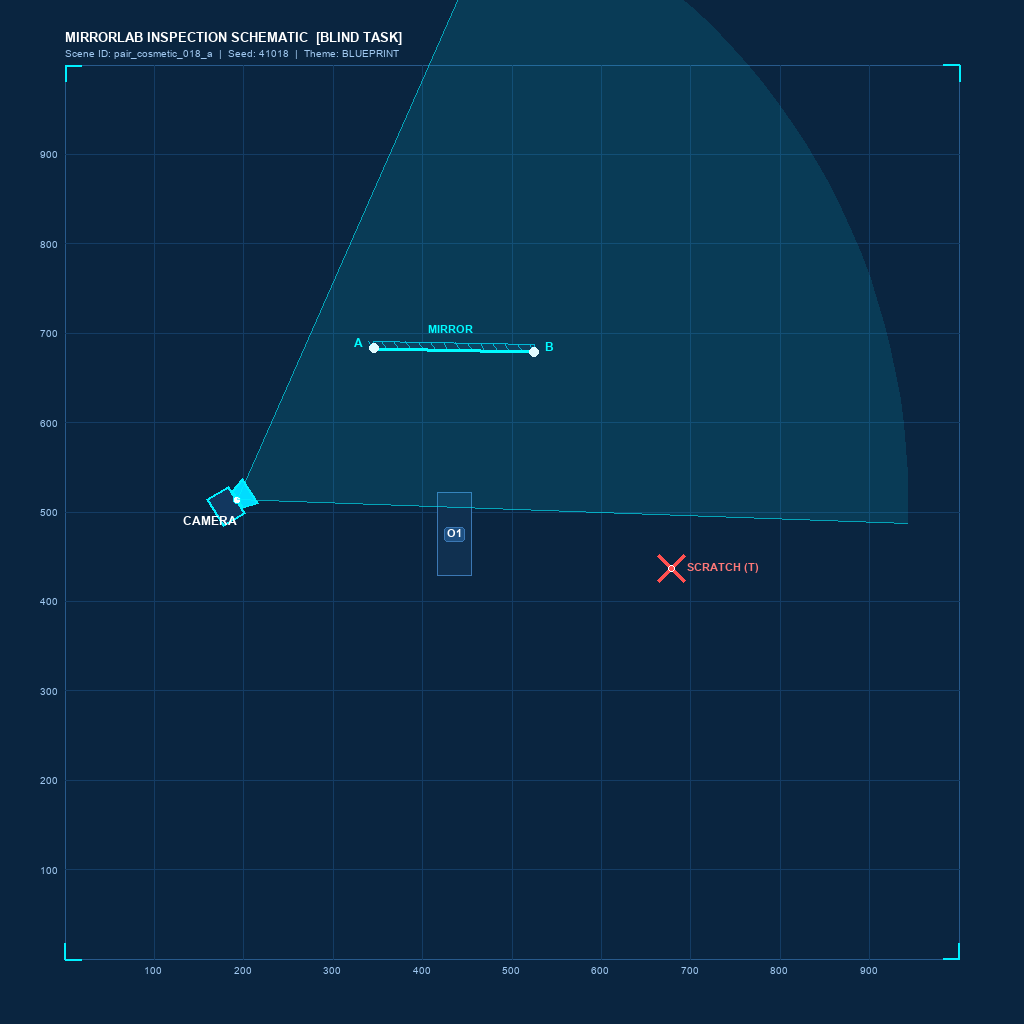 MIRRORLAB INSPECTION SCHEMATIC [BLIND TASK]
Scene ID: pair_cosmetic_018_a | Seed: 41018 | Theme: BLUEPRINT
900
800
700
MIRROR
A
B
600
500
CAMERA
O1
SCRATCH (T)
400
300
200
100
100 200 300 400 500 600 700 800 900